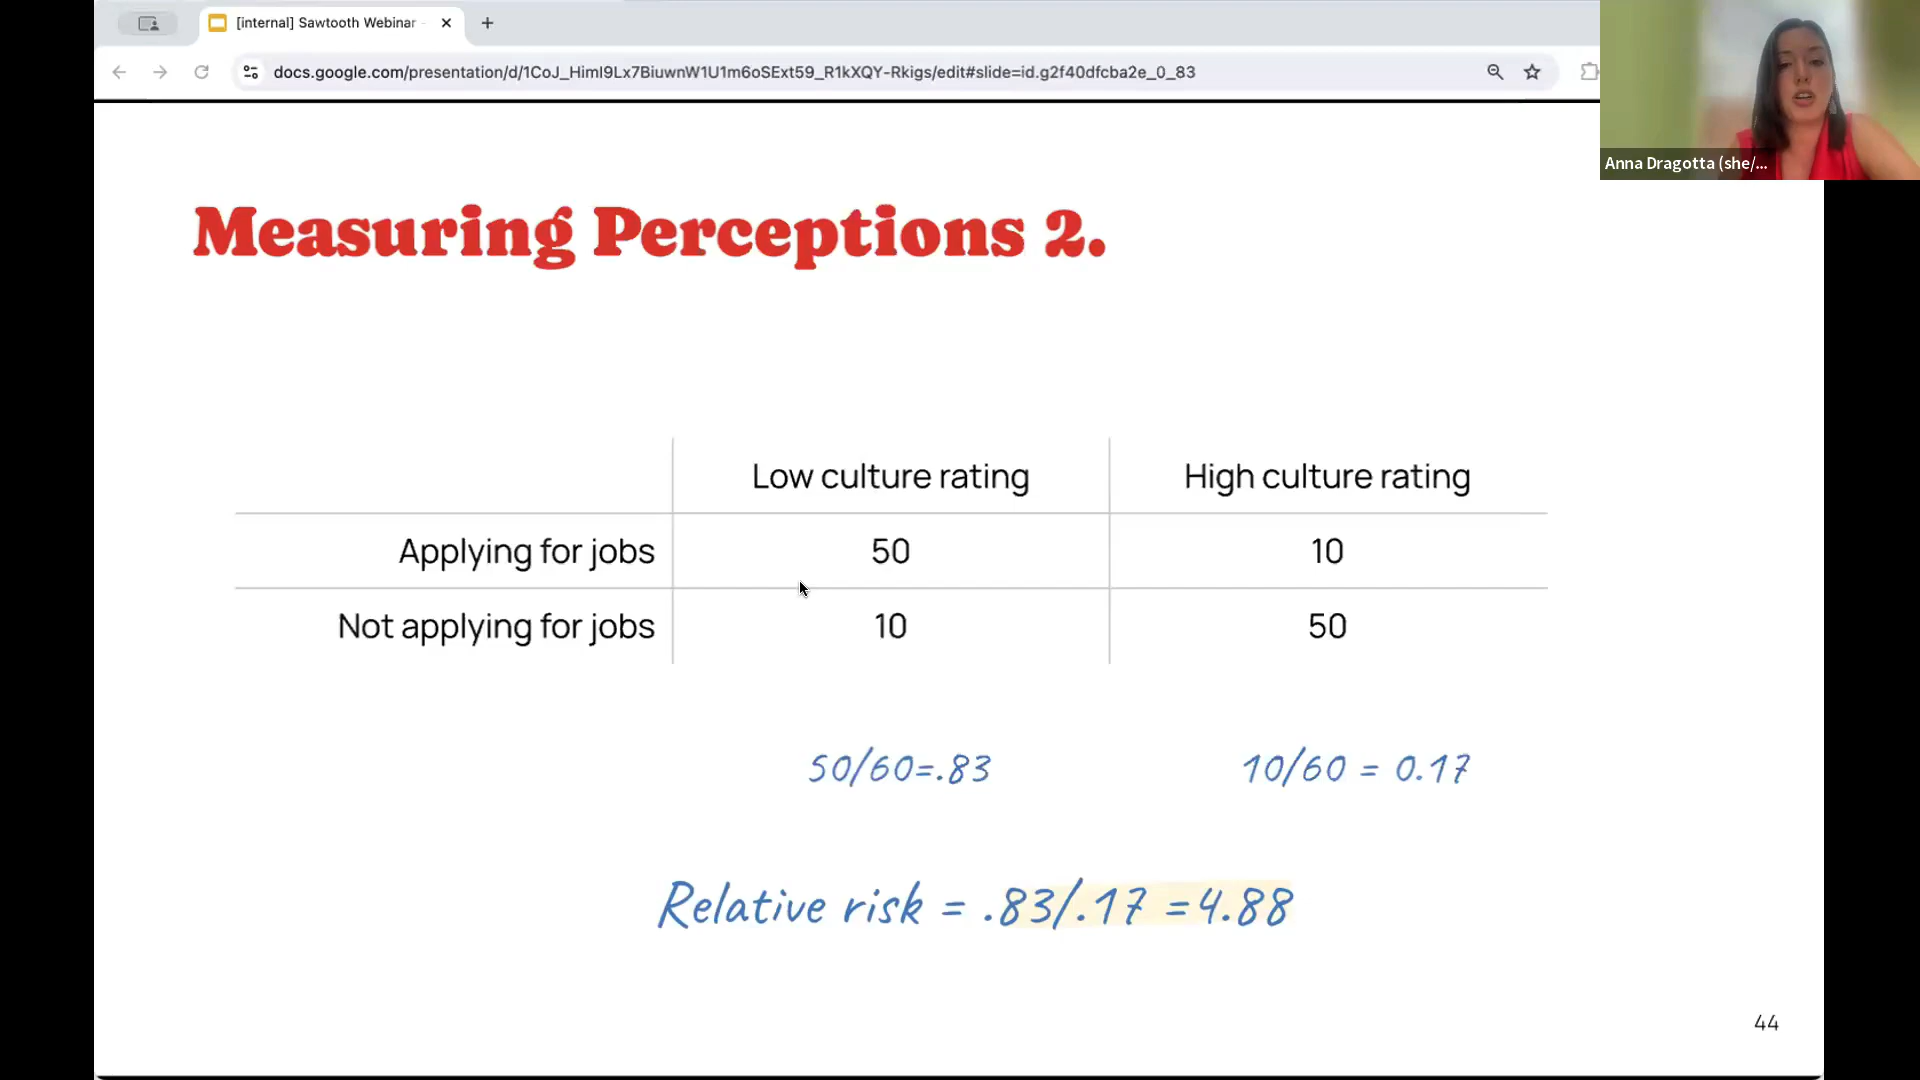 [internal] Sawtooth Webinar
docs.google.com/presentation/d/1CoJ_HimI9Lx7BiuwnW1U1m6oSExt59_R1kXQY-Rkigs/edit#slide=id.g2f40dfcba2e_0_83
Anna Dragotta (she/...
Measuring Perceptions 2.
Low culture rating High culture rating
Applying for jobs 50 10
Not applying for jobs 10 50
50/60=.83 10/60 = 0.17
Relative risk = .83/.17 =4.88
44